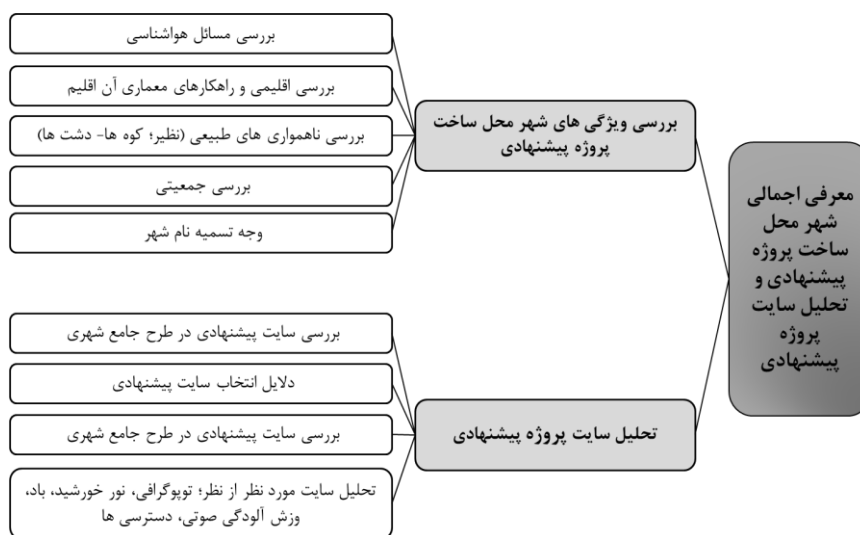 معرفی اجمالی
شهر محل
ساخت پروژه
پیشنهادی و
تحلیل سایت
پروژه
پیشنهادی
بررسی ویژگی های شهر محل ساخت
پروژه پیشنهادی
بررسی مسائل هواشناسی
بررسی اقلیمی و راهکارهای معماری آن اقلیم
بررسی ناهمواری های طبیعی (نظیر؛ کوه ها- دشت ها)
بررسی جمعیتی
وجه تسمیه نام شهر
تحلیل سایت پروژه پیشنهادی
بررسی سایت پیشنهادی در طرح جامع شهری
دلایل انتخاب سایت پیشنهادی
بررسی سایت پیشنهادی در طرح جامع شهری
تحلیل سایت مورد نظر از نظر؛ توپوگرافی، نور خورشید، باد،
وزش آلودگی صوتی، دسترسی ها